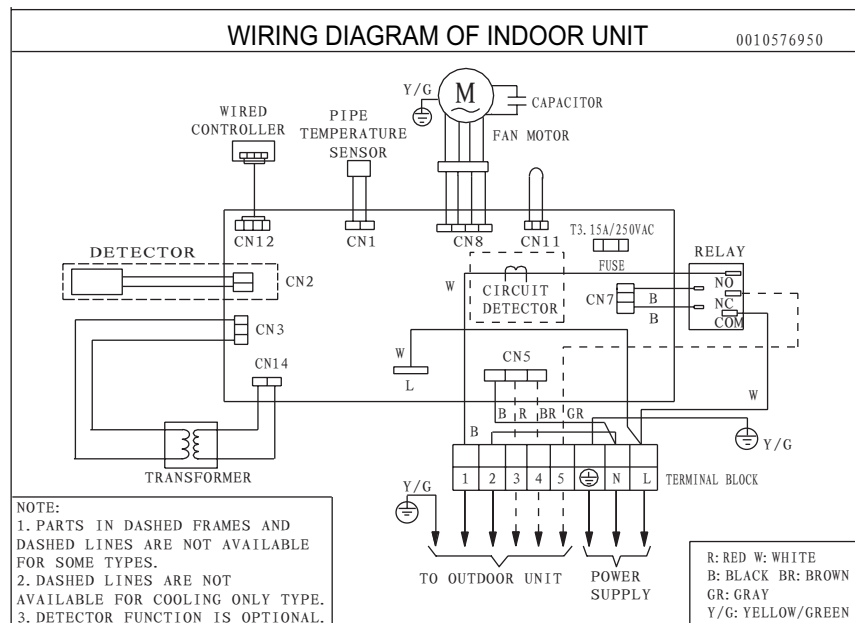 WIRING DIAGRAM OF INDOOR UNIT
0010576950
Y/G
M
CAPACITOR
FAN MOTOR
WIRED
CONTROLLER
PIPE
TEMPERATURE
SENSOR
CN12
CN1
CN8
CN11
T3.15A/250VAC
FUSE
RELAY
DETECTOR
CN2
W
CIRCUIT
DETECTOR
CN7
B
B
NO
NC
COM
CN3
W
L
CN5
CN14
W
B
R
BR
GR
B
Y/G
TRANSFORMER
1
2
3
4
5
N
L
TERMINAL BLOCK
Y/G
TO OUTDOOR UNIT
POWER
SUPPLY
NOTE:
1. PARTS IN DASHED FRAMES AND
DASHED LINES ARE NOT AVAILABLE
FOR SOME TYPES.
2. DASHED LINES ARE NOT
AVAILABLE FOR COOLING ONLY TYPE.
3. DETECTOR FUNCTION IS OPTIONAL.
R: RED W: WHITE
B: BLACK BR: BROWN
GR: GRAY
Y/G: YELLOW/GREEN